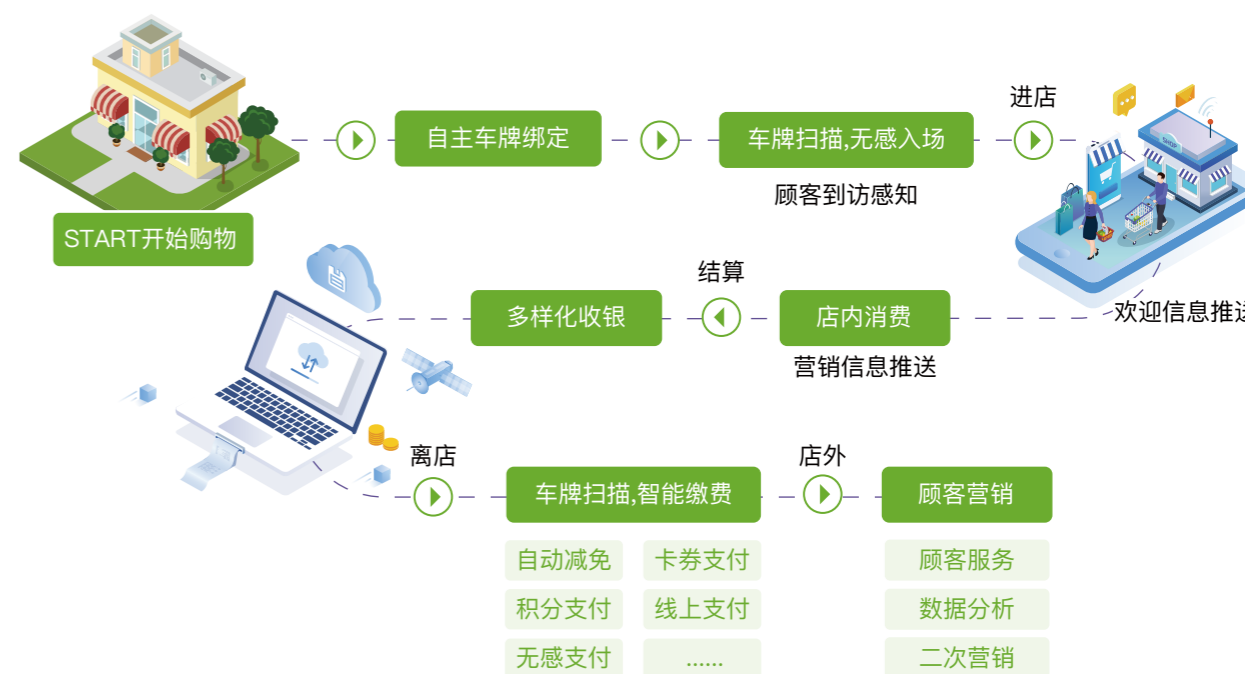 进店
自主车牌绑定
车牌扫描,无感入场
SHOP
顾客到访感知
START开始购物
结算
多样化收银
店内消费
欢迎信息推送
营销信息推送
离店
店外
车牌扫描,智能缴费
顾客营销
自动减免
卡券支付
顾客服务
积分支付
线上支付
数据分析
无感支付
......
二次营销